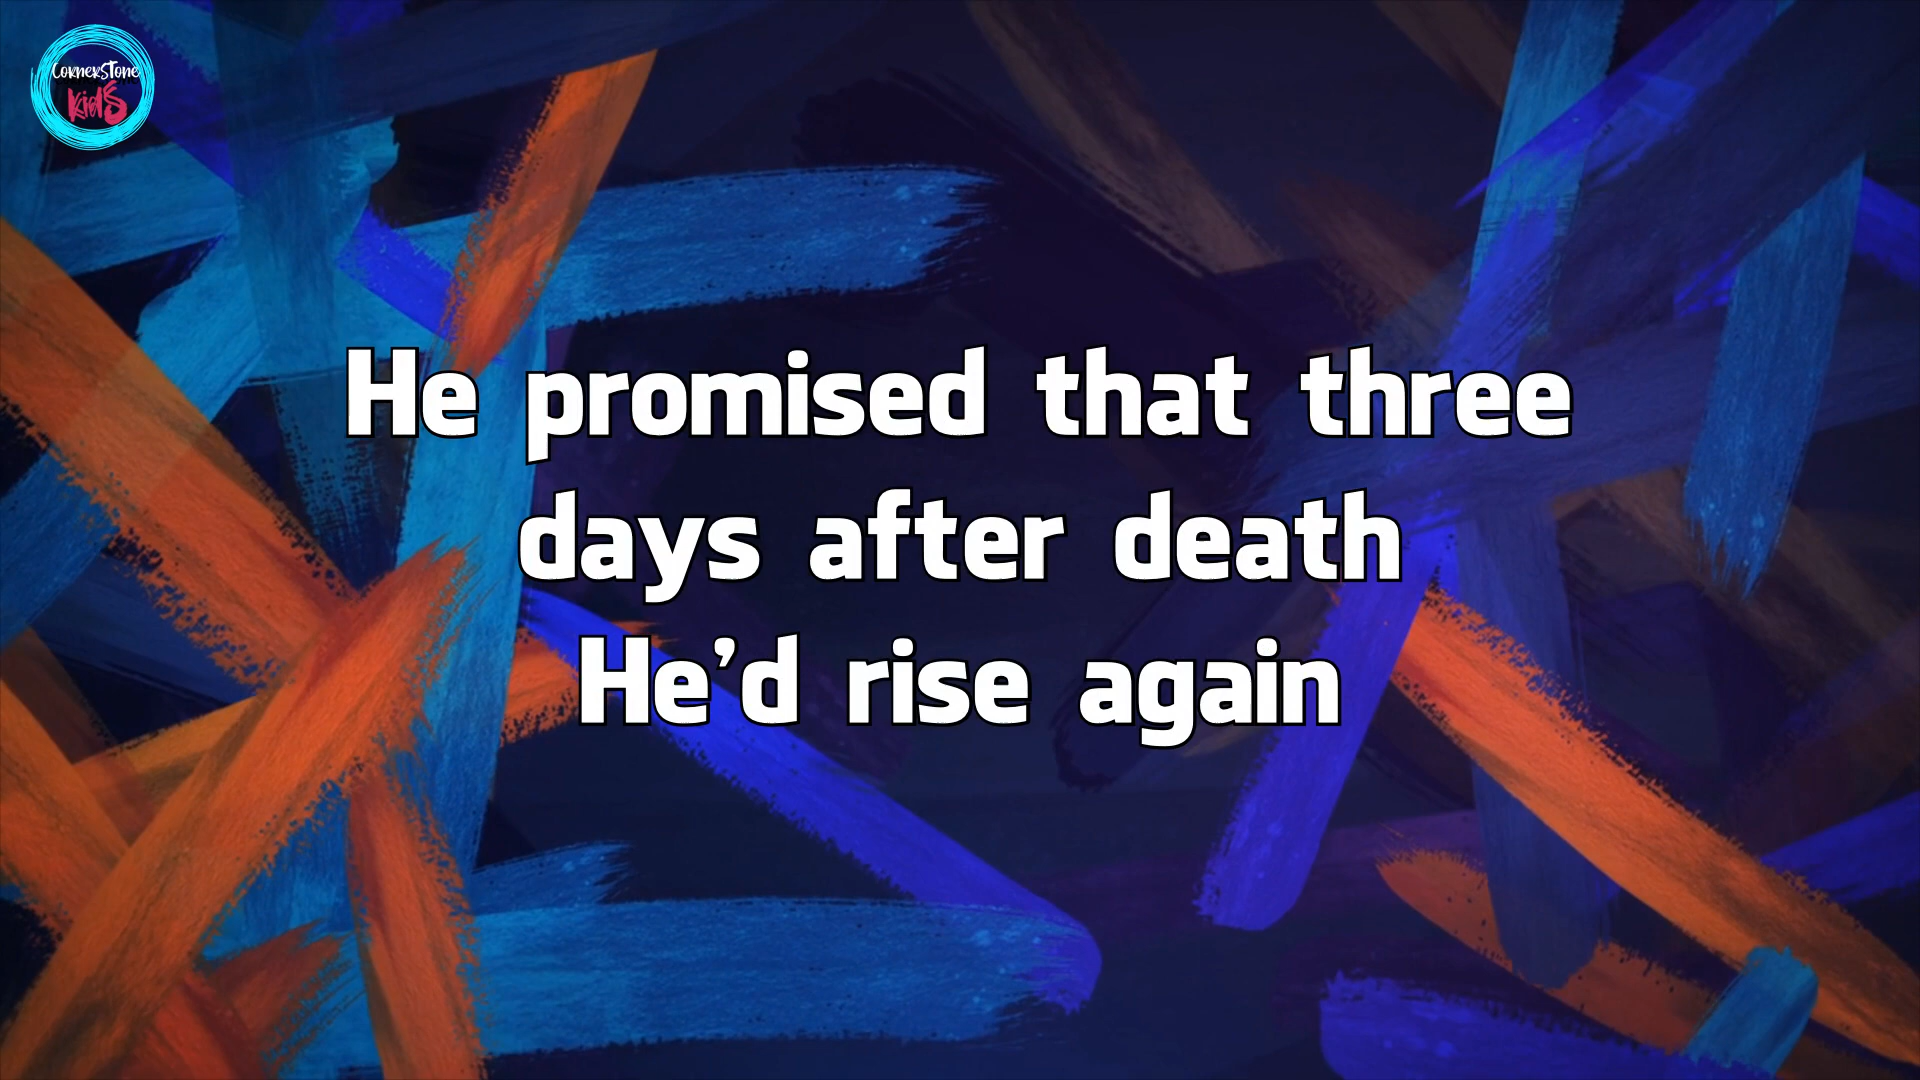 CornerStone
Kids
He promised that three
days after death
He’d rise again